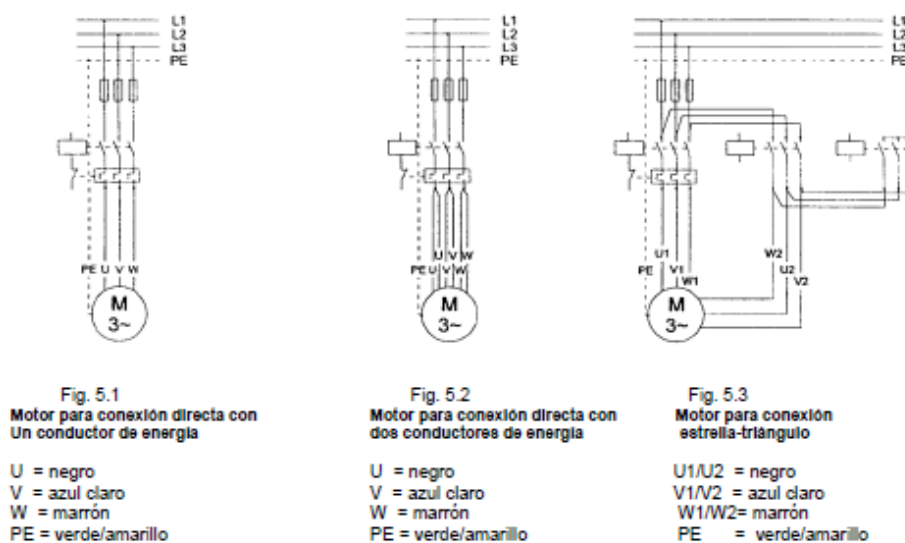 L1
L2
L3
PE
PE U V W
M
3~
L1
L2
L3
PE
U V W
PE U V W
M
3~
L1
L2
L3
PE
U1
W2
PE V1 U2
W1 V2
M
3~
Fig. 5.1
Motor para conexión directa con
Un conductor de energía
U = negro
V = azul claro
W = marrón
PE = verde/amarillo
Fig. 5.2
Motor para conexión directa con
dos conductores de energía
U = negro
V = azul claro
W = marrón
PE = verde/amarillo
Fig. 5.3
Motor para conexión
estrella-triángulo
U1/U2 = negro
V1/V2 = azul claro
W1/W2= marrón
PE = verde/amarillo